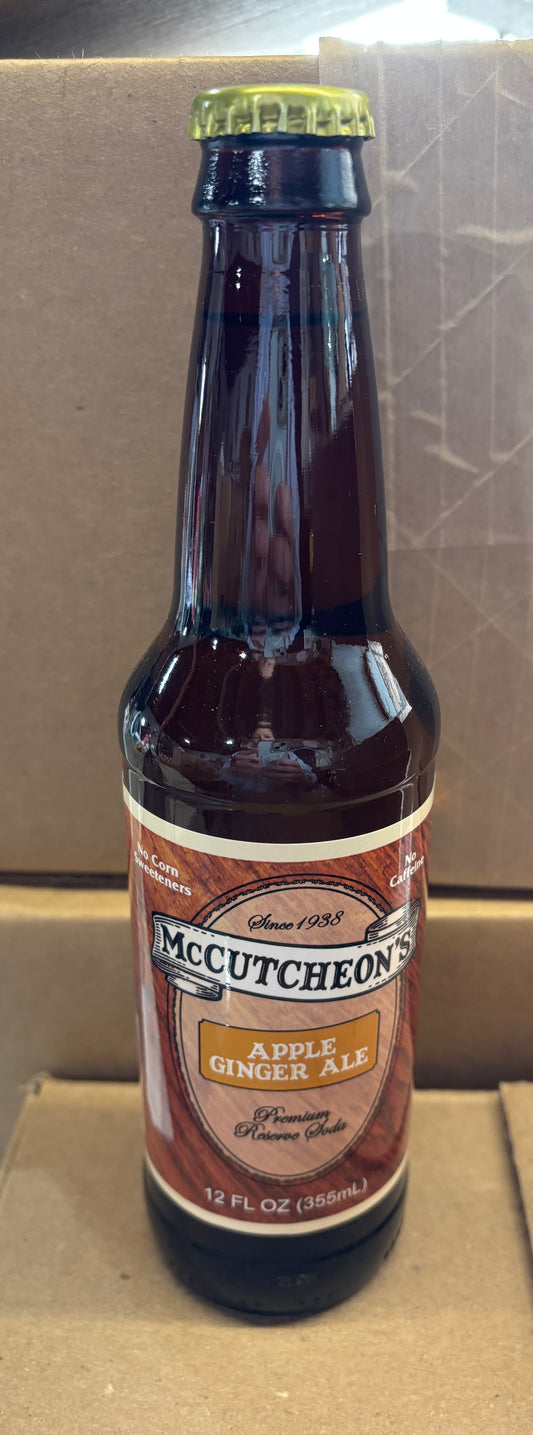 No Corn
Sweeteners
No
Caffeine
Since 1938
McCUTCHEON'S
APPLE
GINGER ALE
Premium
Reserve Soda
12 FL OZ (355mL)